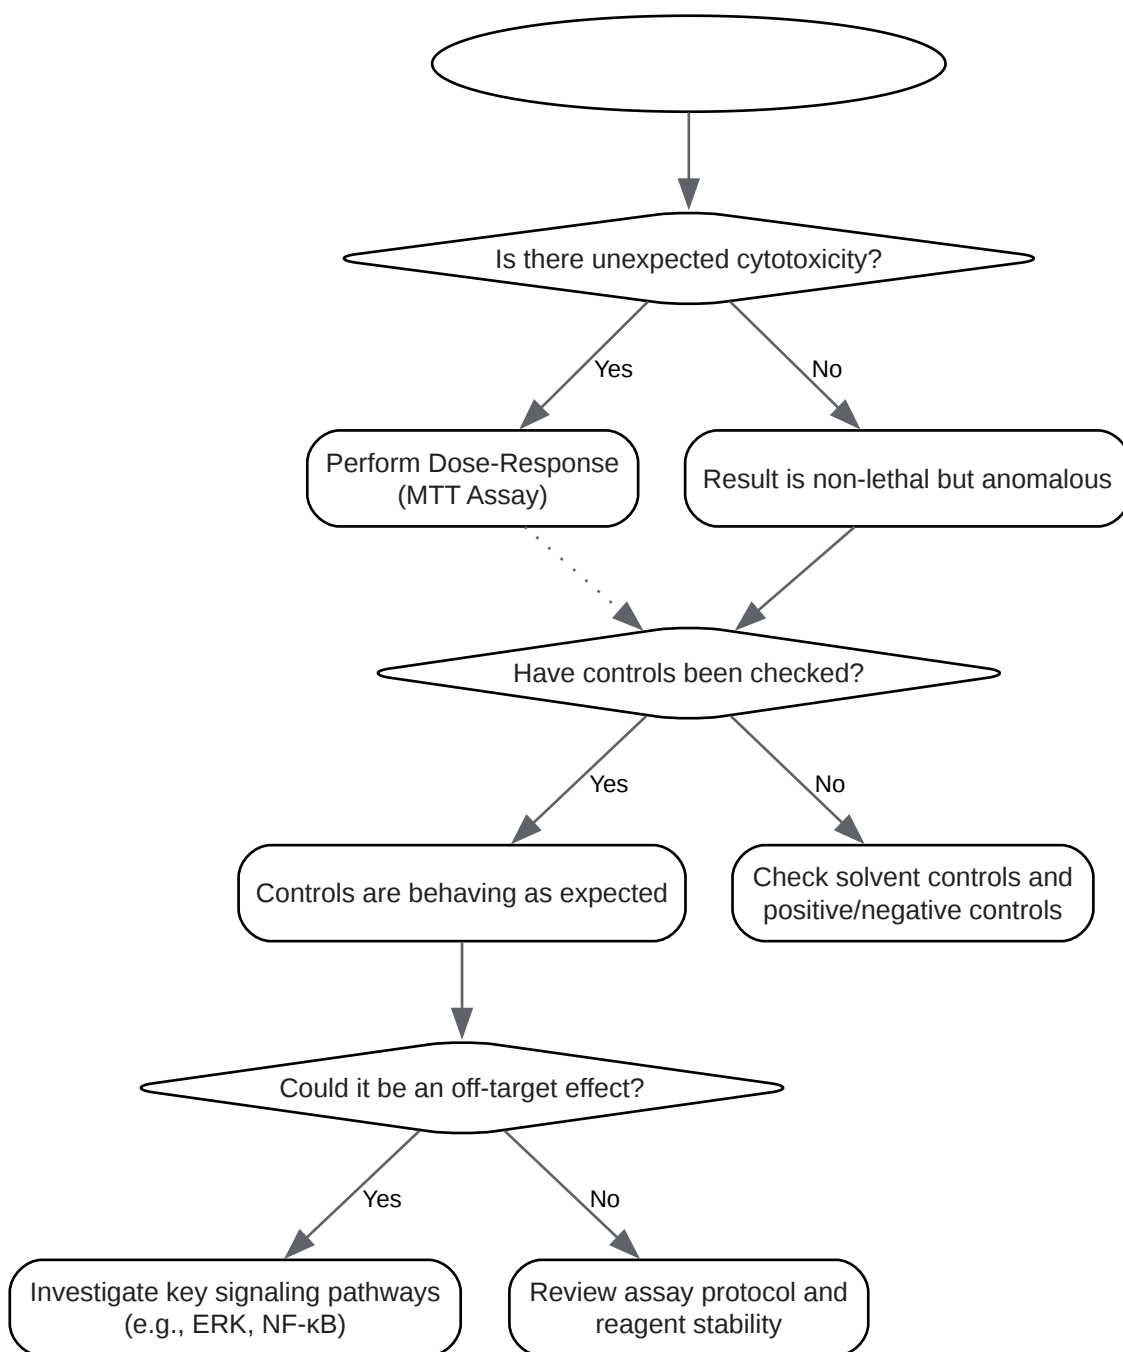 Is there unexpected cytotoxicity?
Yes
No
Perform Dose-Response
(MTT Assay)
Result is non-lethal but anomalous
Have controls been checked?
Yes
No
Controls are behaving as expected
Check solvent controls and
positive/negative controls
Could it be an off-target effect?
Yes
No
Investigate key signaling pathways
(e.g., ERK, NF-κB)
Review assay protocol and
reagent stability